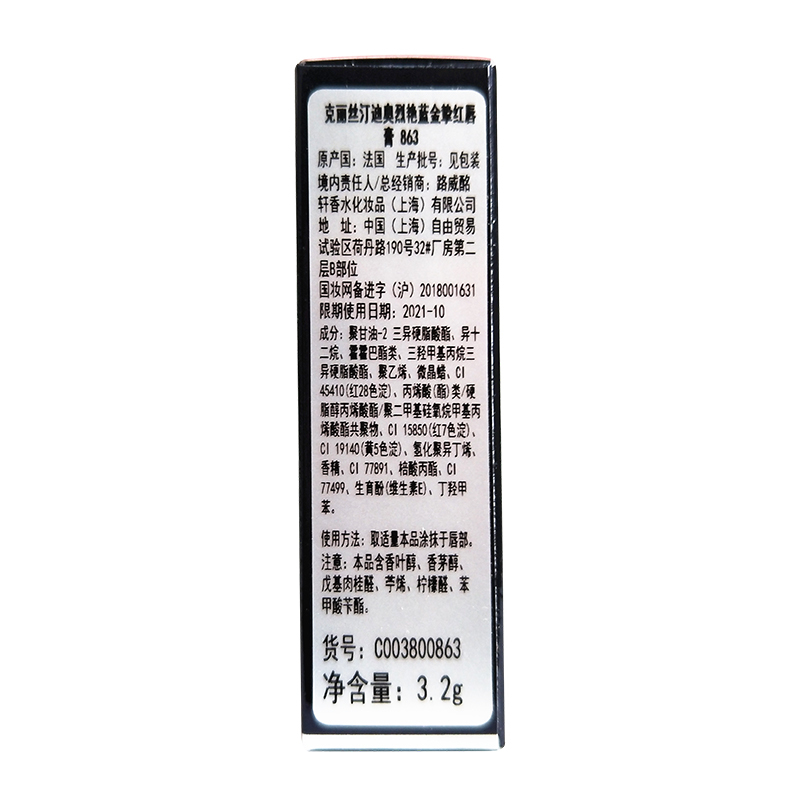 克丽丝汀迪奥烈艳蓝金挚红唇
膏 863
原产国：法国 生产批号：见包装
境内责任人/总经销商：路威酩
轩香水化妆品（上海）有限公司
地 址：中国（上海）自由贸易
试验区荷丹路190号32#厂房第二
层B部位
国妆网备进字（沪）2018001631
限期使用日期：2021-10
成分：聚甘油-2 三异硬脂酸酯、异十
二烷、霍霍巴酯类、三羟甲基丙烷三
异硬脂酸酯、聚乙烯、微晶蜡、CI
45410(红28色淀)、丙烯酸(酯)类/硬
脂醇丙烯酸酯/聚二甲基硅氧烷甲基丙
烯酸酯共聚物、CI 15850(红7色淀)、
CI 19140(黄5色淀)、氢化聚异丁烯、
香精、CI 77891、棓酸丙酯、CI
77499、生育酚(维生素E)、丁羟甲
苯。
使用方法：取适量本品涂抹于唇部。
注意：本品含香叶醇、香茅醇、
戊基肉桂醛、苧烯、柠檬醛、苯
甲酸苄酯。
货号：C003800863
净含量：3.2g